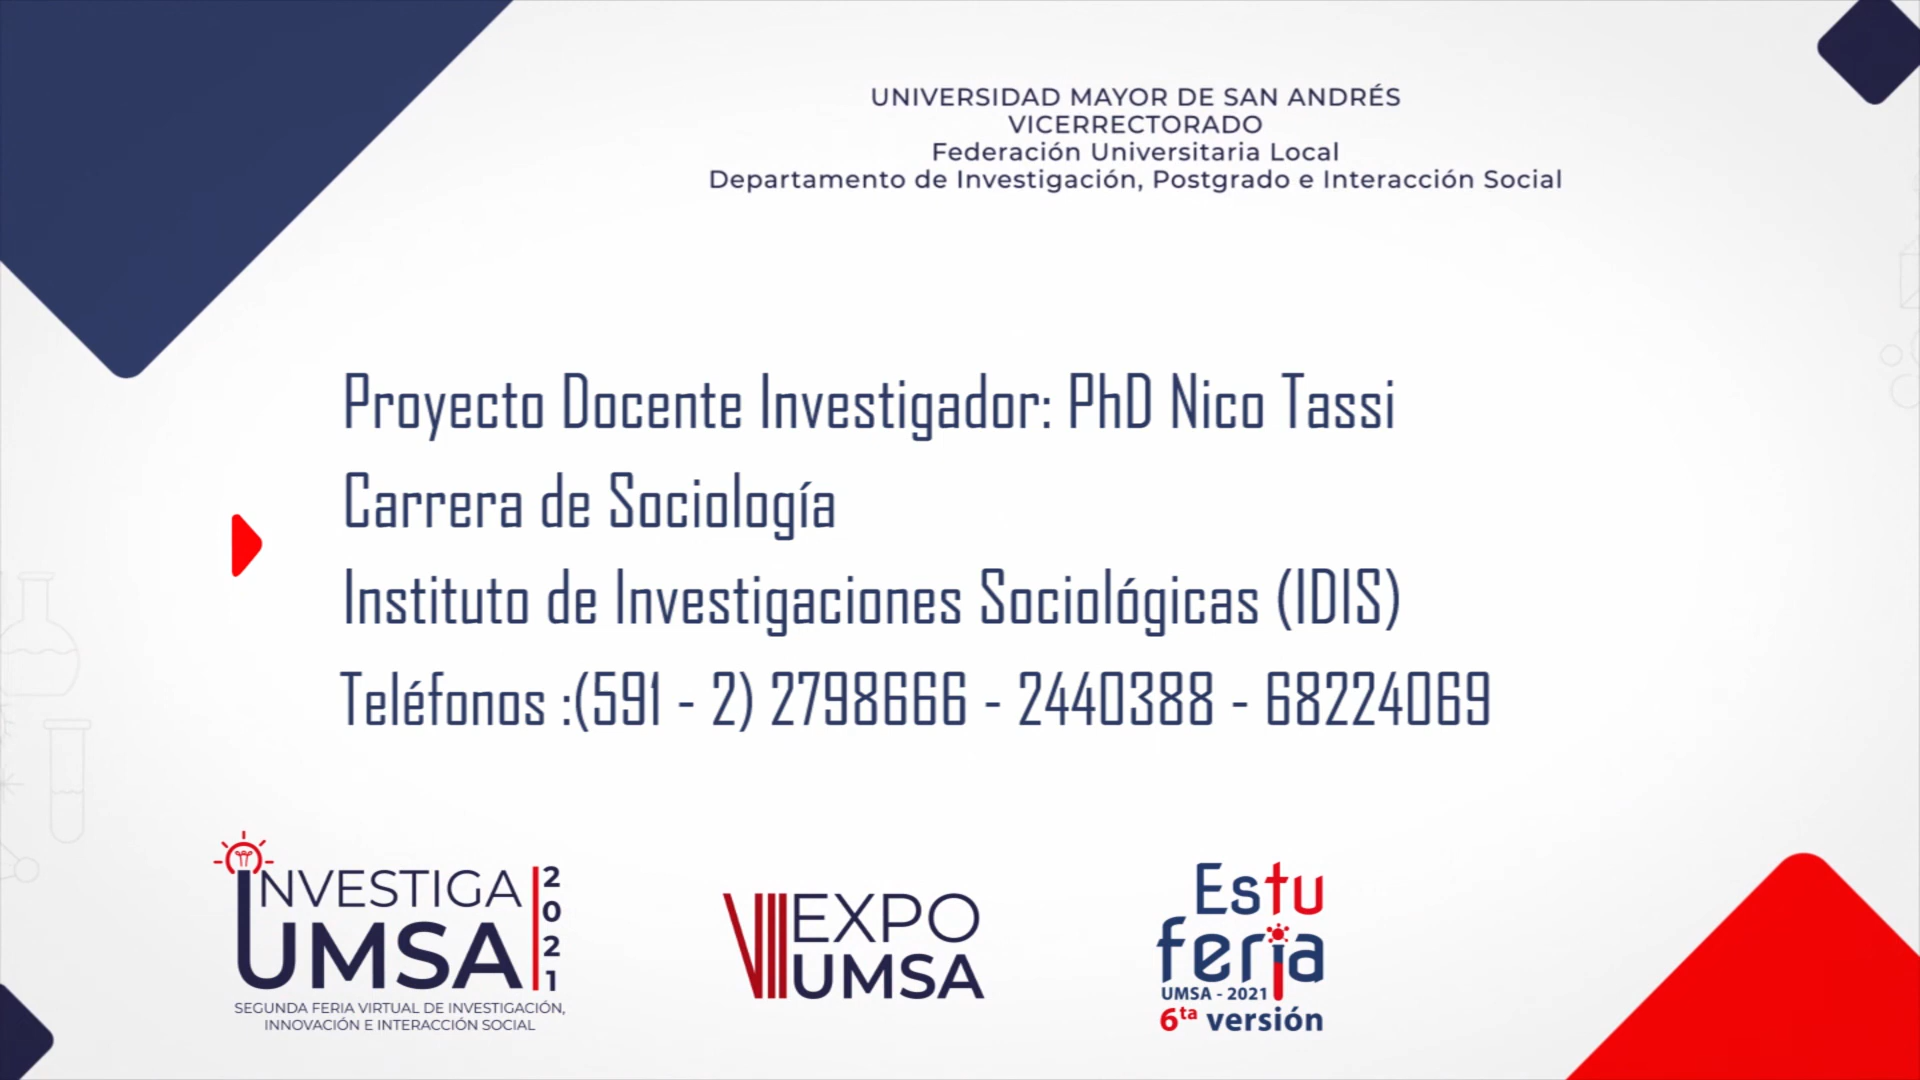 UNIVERSIDAD MAYOR DE SAN ANDRÉS
VICERRECTORADO
Federación Universitaria Local
Departamento de Investigación, Postgrado e Interacción Social
Proyecto Docente Investigador: PhD Nico Tassi
Carrera de Sociología
Instituto de Investigaciones Sociológicas (IDIS)
Teléfonos :(591 - 2) 2798666 - 2440388 - 68224069
INVESTIGA
UMSA
2021
SEGUNDA FERIA VIRTUAL DE INVESTIGACIÓN,
INNOVACIÓN E INTERACCIÓN SOCIAL
VIII EXPO
UMSA
Estu
feria
UMSA - 2021
6ta versión